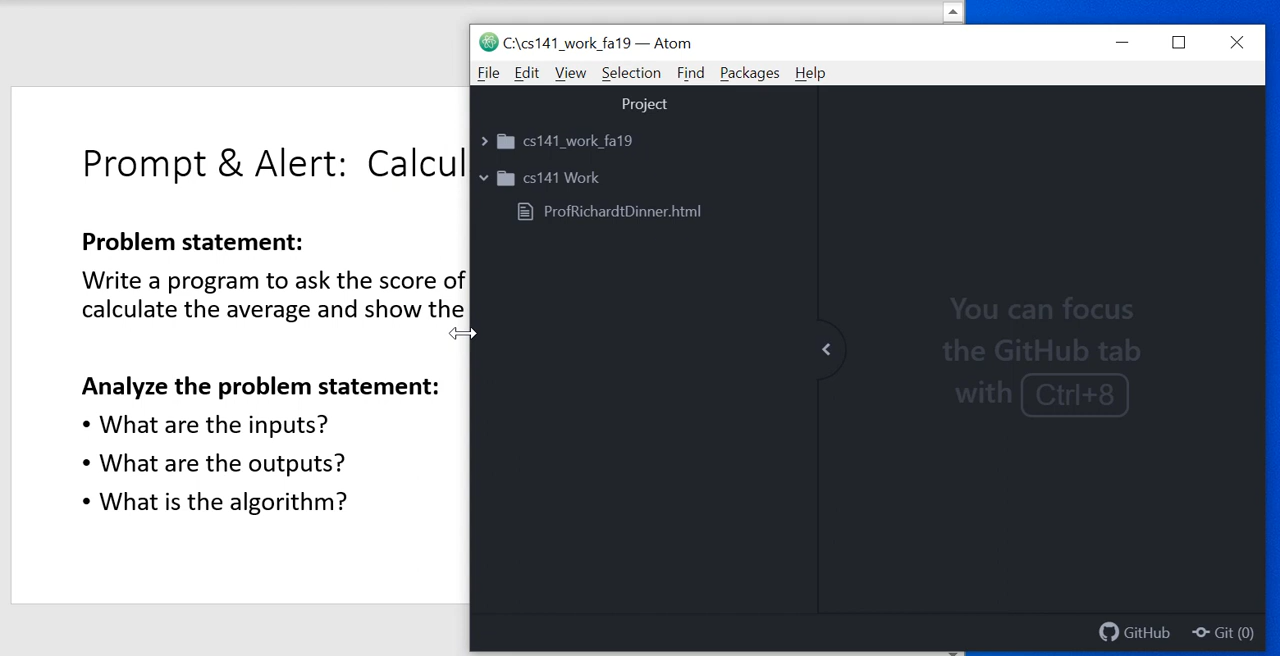 C:\cs141_work_fa19 — Atom
File Edit View Selection Find Packages Help
Project
cs141_work_fa19
cs141 Work
ProfRichardtDinner.html
You can focus
the GitHub tab
with Ctrl+8
GitHub Git (0)
Prompt & Alert: Calcul
Problem statement:
Write a program to ask the score of
calculate the average and show the
Analyze the problem statement:
• What are the inputs?
• What are the outputs?
• What is the algorithm?